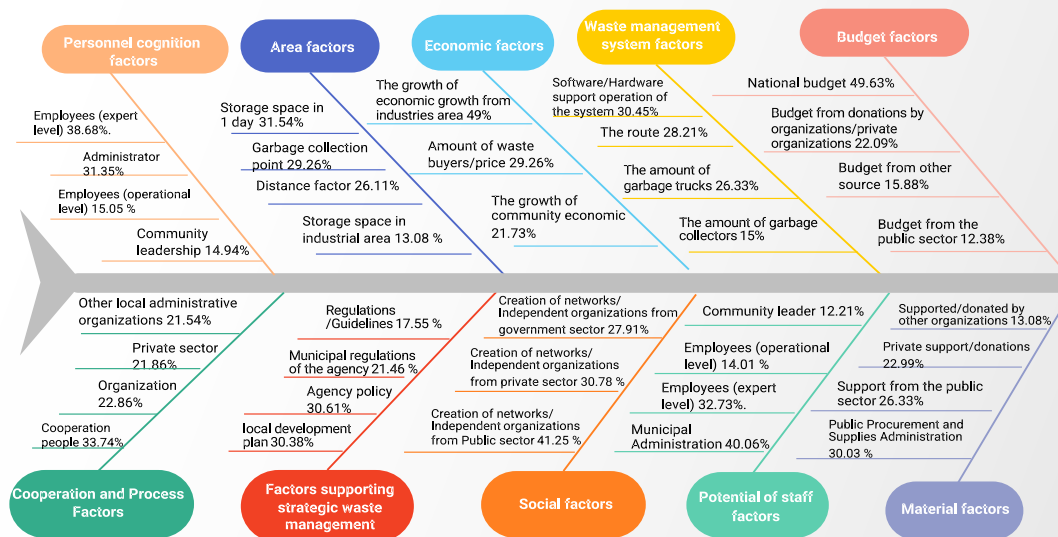 Personnel cognition
factors
Area factors
Economic factors
Waste management
system factors
Budget factors
Employees (expert
level) 38.68%.
Administrator
31.35%
Employees (operational
level) 15.05 %
Community
leadership 14.94%
Storage space in
1 day 31.54%
Garbage collection
point 29.26%
Distance factor 26.11%
Storage space in
industrial area 13.08 %
The growth of
economic growth from
industries area 49%
Amount of waste
buyers/price 29.26%
The growth of
community economic
21.73%
Software/Hardware
support operation of
the system 30.45%
The route 28.21%
The amount of
garbage trucks 26.33%
The amount of garbage
collectors 15%
National budget 49.63%
Budget from donations by
organizations/private
organizations 22.09%
Budget from other
source 15.88%
Budget from the
public sector 12.38%
Other local administrative
organizations 21.54%
Private sector
21.86%
Organization
22.86%
Cooperation
people 33.74%
Regulations
/Guidelines 17.55 %
Municipal regulations
of the agency 21.46 %
Agency policy
30.61%
local development
plan 30.38%
Creation of networks/
Independent organizations from
government sector 27.91%
Creation of networks/
Independent organizations
from private sector 30.78 %
Creation of networks/
Independent organizations
from Public sector 41.25 %
Community leader 12.21%
Employees (operational
level) 14.01 %
Employees (expert
level) 32.73%.
Municipal
Administration 40.06%
Supported/donated by
other organizations 13.08%
Private support/donations
22.99%
Support from the public
sector 26.33%
Public Procurement and
Supplies Administration
30.03 %
Cooperation and Process
Factors
Factors supporting
strategic waste
management
Social factors
Potential of staff
factors
Material factors